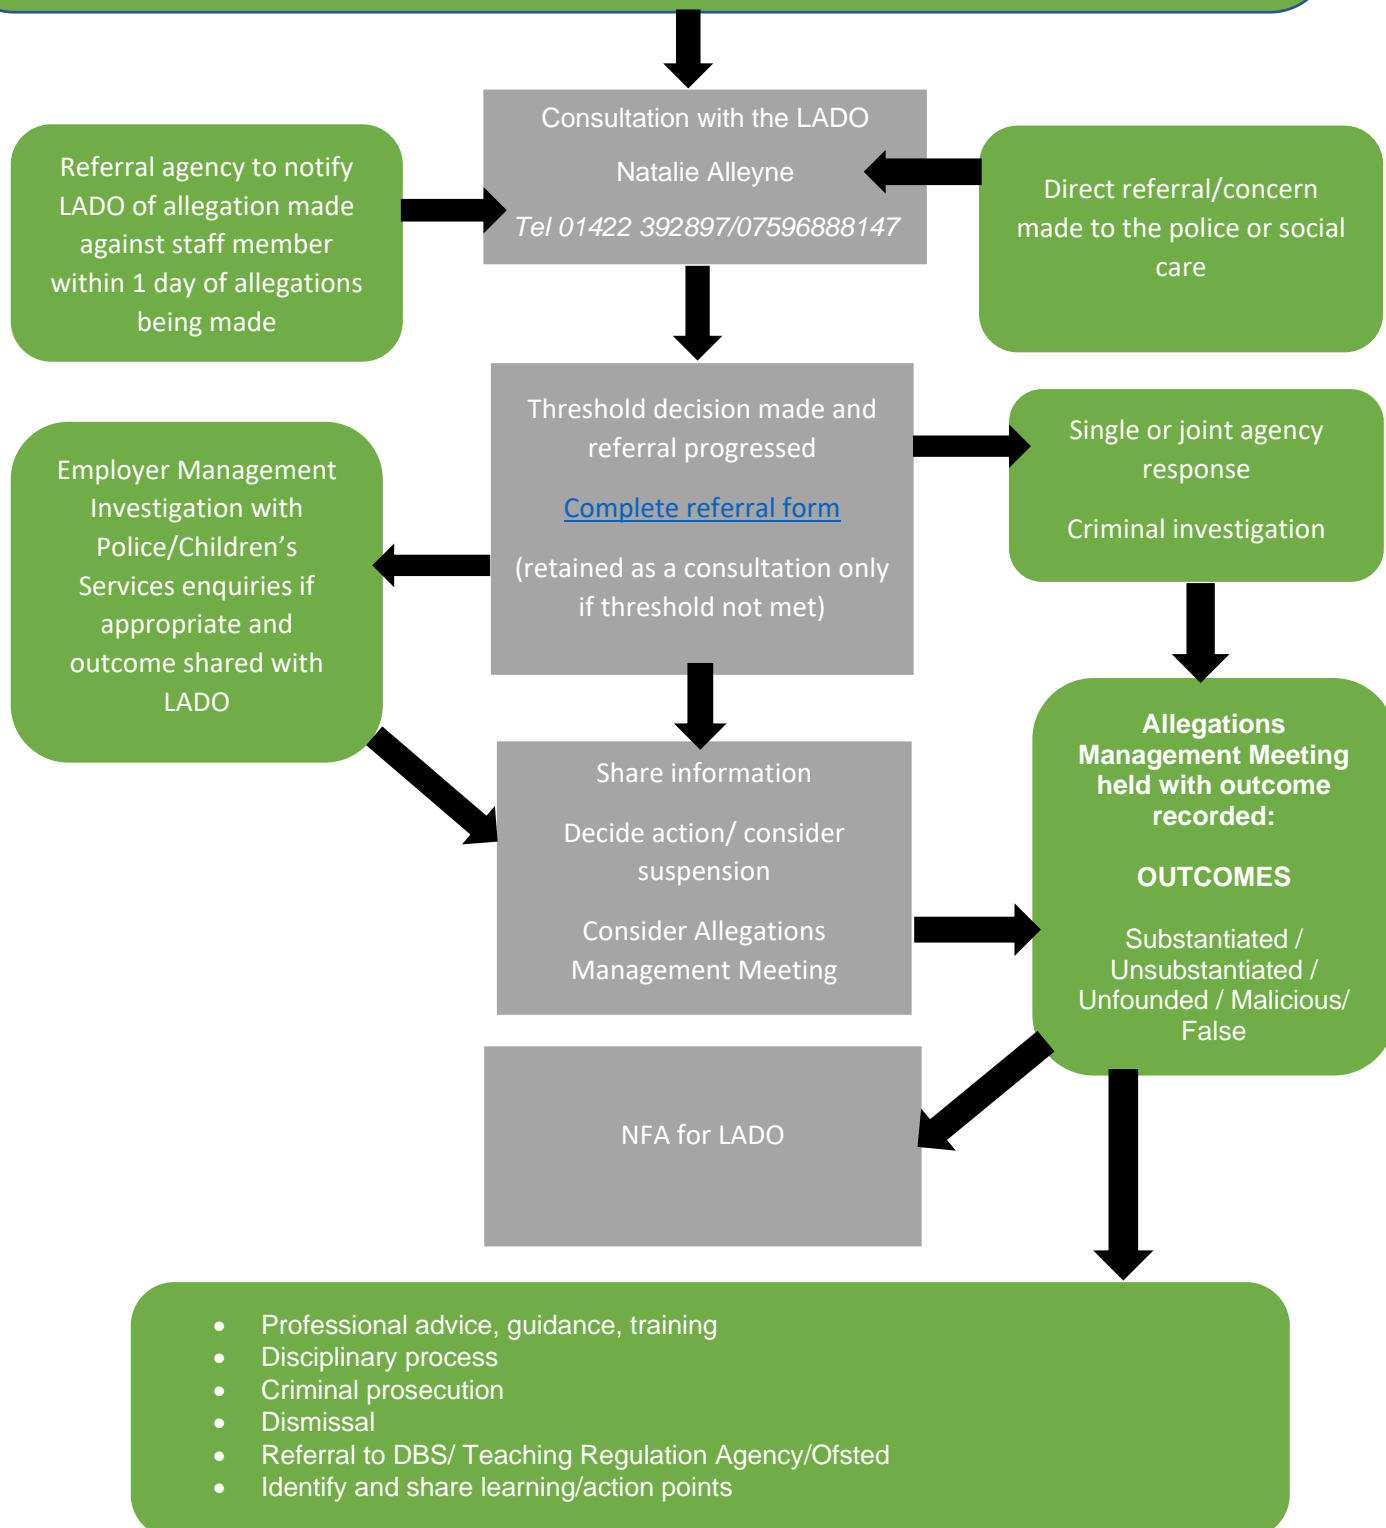 Consultation with the LADO
Natalie Alleyne
Tel 01422 392897/07596888147
Referral agency to notify
LADO of allegation made
against staff member
within 1 day of allegations
being made
Direct referral/concern
made to the police or social
care
Threshold decision made and
referral progressed
Complete referral form
(retained as a consultation only
if threshold not met)
Single or joint agency
response
Criminal investigation
Employer Management
Investigation with
Police/Children’s
Services enquiries if
appropriate and
outcome shared with
LADO
Share information
Decide action/ consider
suspension
Consider Allegations
Management Meeting
Allegations
Management Meeting
held with outcome
recorded:
OUTCOMES
Substantiated /
Unsubstantiated /
Unfounded / Malicious/
False
NFA for LADO
• Professional advice, guidance, training
• Disciplinary process
• Criminal prosecution
• Dismissal
• Referral to DBS/ Teaching Regulation Agency/Ofsted
• Identify and share learning/action points